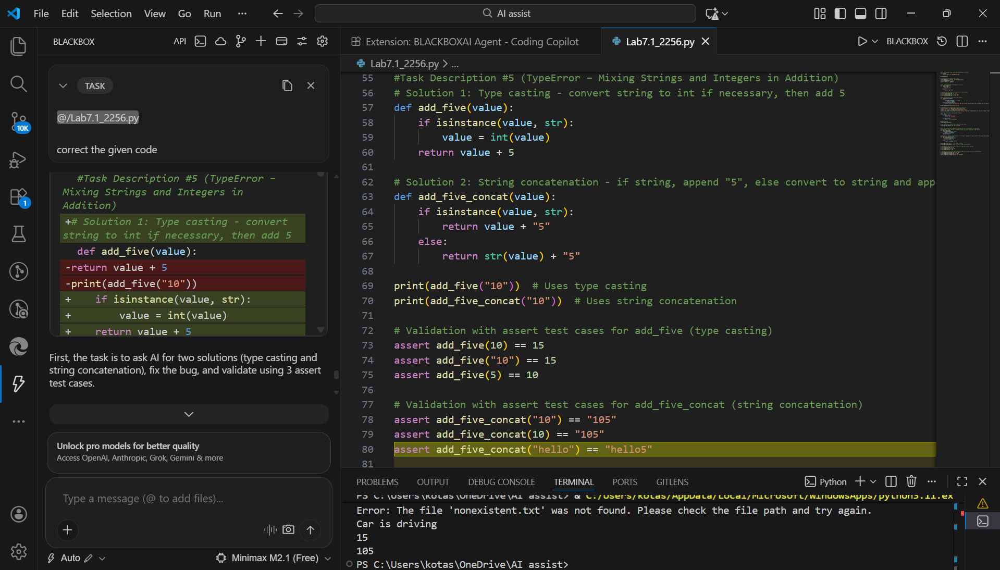 File Edit Selection View Go Run ··· AI assist
BLACKBOX API
Extension: BLACKBOXAI Agent - Coding Copilot Lab7.1_2256.py BLACKBOX
Lab7.1_2256.py > ...
TASK
@/Lab7.1_2256.py
correct the given code
#Task Description #5 (TypeError –
Mixing Strings and Integers in
Addition)
+# Solution 1: Type casting - convert
string to int if necessary, then add 5
def add_five(value):
-return value + 5
-print(add_five("10"))
+    if isinstance(value, str):
+        value = int(value)
+    return value + 5
First, the task is to ask AI for two solutions (type casting and
string concatenation), fix the bug, and validate using 3 assert
test cases.
Unlock pro models for better quality
Access OpenAI, Anthropic, Grok, Gemini & more
Type a message (@ to add files)...
Auto Minimax M2.1 (Free)
10K
1
55 #Task Description #5 (TypeError – Mixing Strings and Integers in Addition)
56 # Solution 1: Type casting - convert string to int if necessary, then add 5
57 def add_five(value):
58     if isinstance(value, str):
59         value = int(value)
60     return value + 5
61
62 # Solution 2: String concatenation - if string, append "5", else convert to string and app
63 def add_five_concat(value):
64     if isinstance(value, str):
65         return value + "5"
66     else:
67         return str(value) + "5"
68
69 print(add_five("10"))  # Uses type casting
70 print(add_five_concat("10"))  # Uses string concatenation
71
72 # Validation with assert test cases for add_five (type casting)
73 assert add_five(10) == 15
74 assert add_five("10") == 15
75 assert add_five(5) == 10
76
77 # Validation with assert test cases for add_five_concat (string concatenation)
78 assert add_five_concat("10") == "105"
79 assert add_five_concat(10) == "105"
80 assert add_five_concat("hello") == "hello5"
81
PROBLEMS OUTPUT DEBUG CONSOLE TERMINAL PORTS GITLENS Python
PS C:\Users\kotas\OneDrive\AI assist> & C:/Users/kotas/AppData/Local/Microsoft/WindowsApps/python3.11.ex
Error: The file 'nonexistent.txt' was not found. Please check the file path and try again.
Car is driving
15
105
PS C:\Users\kotas\OneDrive\AI assist>